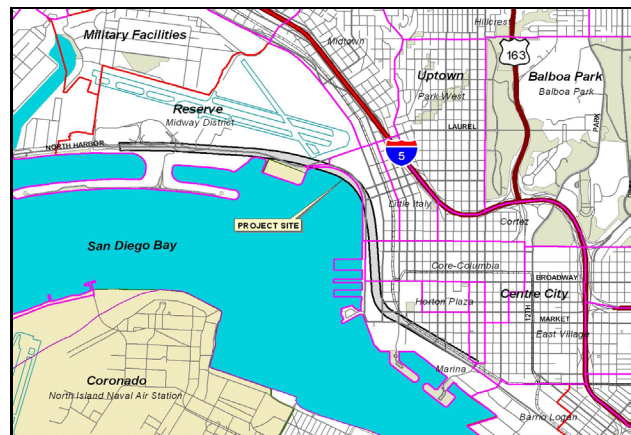 Hillcrest
Military Facilities
Midtown
163
Uptown
Balboa Park
Park West
Balboa Park
Reserve
Midway District
LAUREL
PARK
NORTH HARBOR
5
Little Italy
PROJECT SITE
Cortez
San Diego Bay
Core-Columbia
BROADWAY
Centre City
Horton Plaza
12TH
MARKET
East Village
Marina
Coronado
North Island Naval Air Station
Barrio Logan